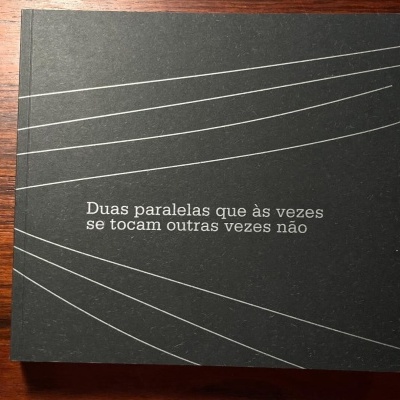 Duas paralelas que às vezes
se tocam outras vezes não